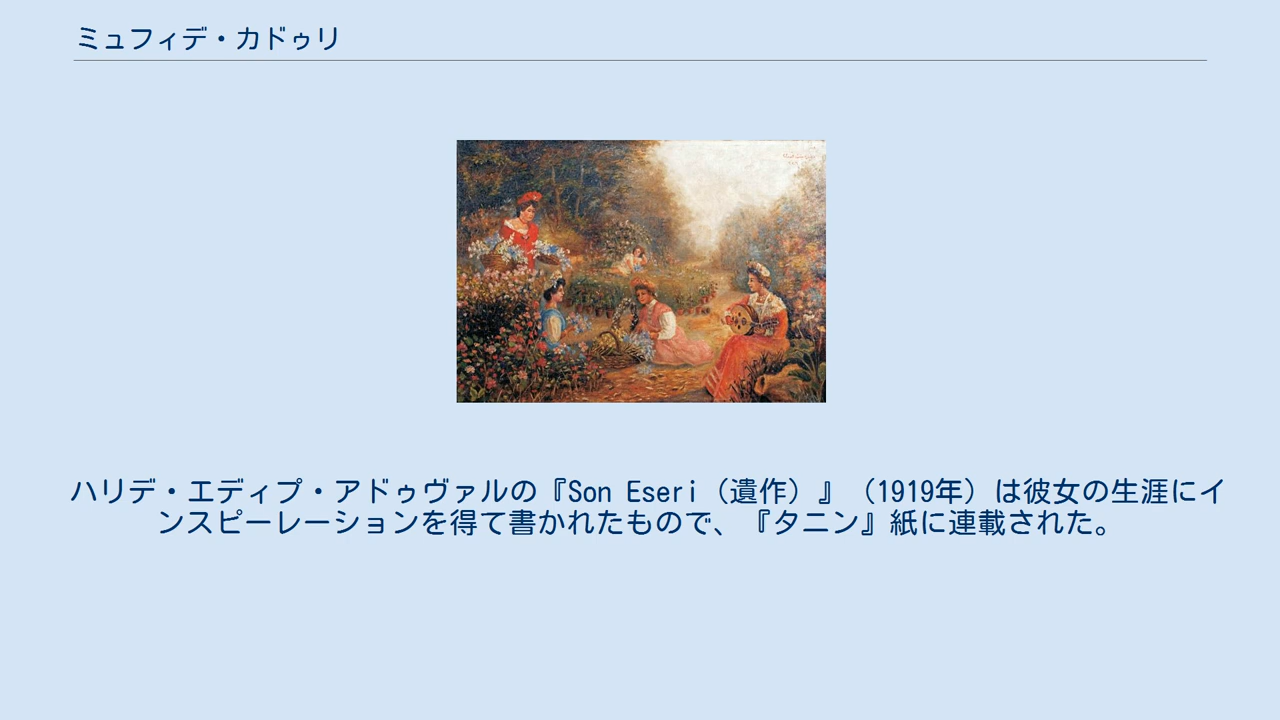 ミュフィデ・カドゥリ
ハリデ・エディプ・アドゥヴァルの『Son Eseri（遺作）』（1919年）は彼女の生涯にイ
ンスピーレーションを得て書かれたもので、『タニン』紙に連載された。